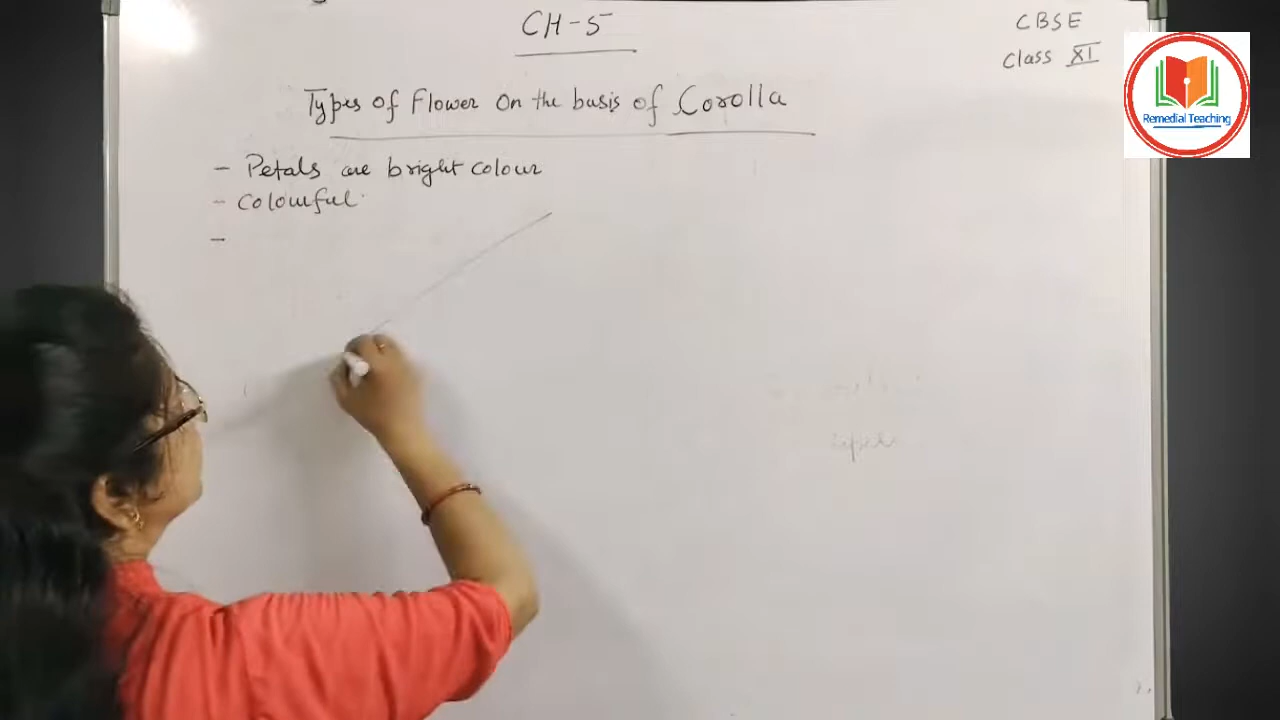 CH-5
CBSE
Class XI
Types of Flower On the basis of Corolla
- Petals are bright colour
- Colourful
-
Remedial Teaching